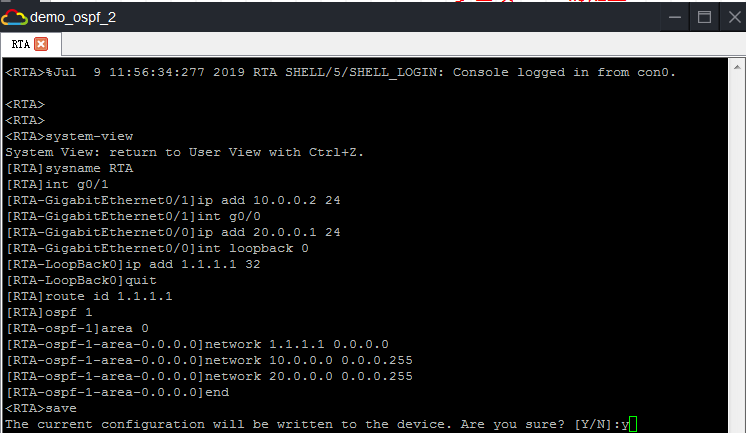 demo_ospf_2
RTA
<RTA>%Jul  9 11:56:34:277 2019 RTA SHELL/5/SHELL_LOGIN: Console logged in from con0.
<RTA>
<RTA>
<RTA>system-view
System View: return to User View with Ctrl+Z.
[RTA]sysname RTA
[RTA]int g0/1
[RTA-GigabitEthernet0/1]ip add 10.0.0.2 24
[RTA-GigabitEthernet0/1]int g0/0
[RTA-GigabitEthernet0/0]ip add 20.0.0.1 24
[RTA-GigabitEthernet0/0]int loopback 0
[RTA-LoopBack0]ip add 1.1.1.1 32
[RTA-LoopBack0]quit
[RTA]route id 1.1.1.1
[RTA]ospf 1
[RTA-ospf-1]area 0
[RTA-ospf-1-area-0.0.0.0]network 1.1.1.1 0.0.0.0
[RTA-ospf-1-area-0.0.0.0]network 10.0.0.0 0.0.0.255
[RTA-ospf-1-area-0.0.0.0]network 20.0.0.0 0.0.0.255
[RTA-ospf-1-area-0.0.0.0]end
<RTA>save
The current configuration will be written to the device. Are you sure? [Y/N]:y